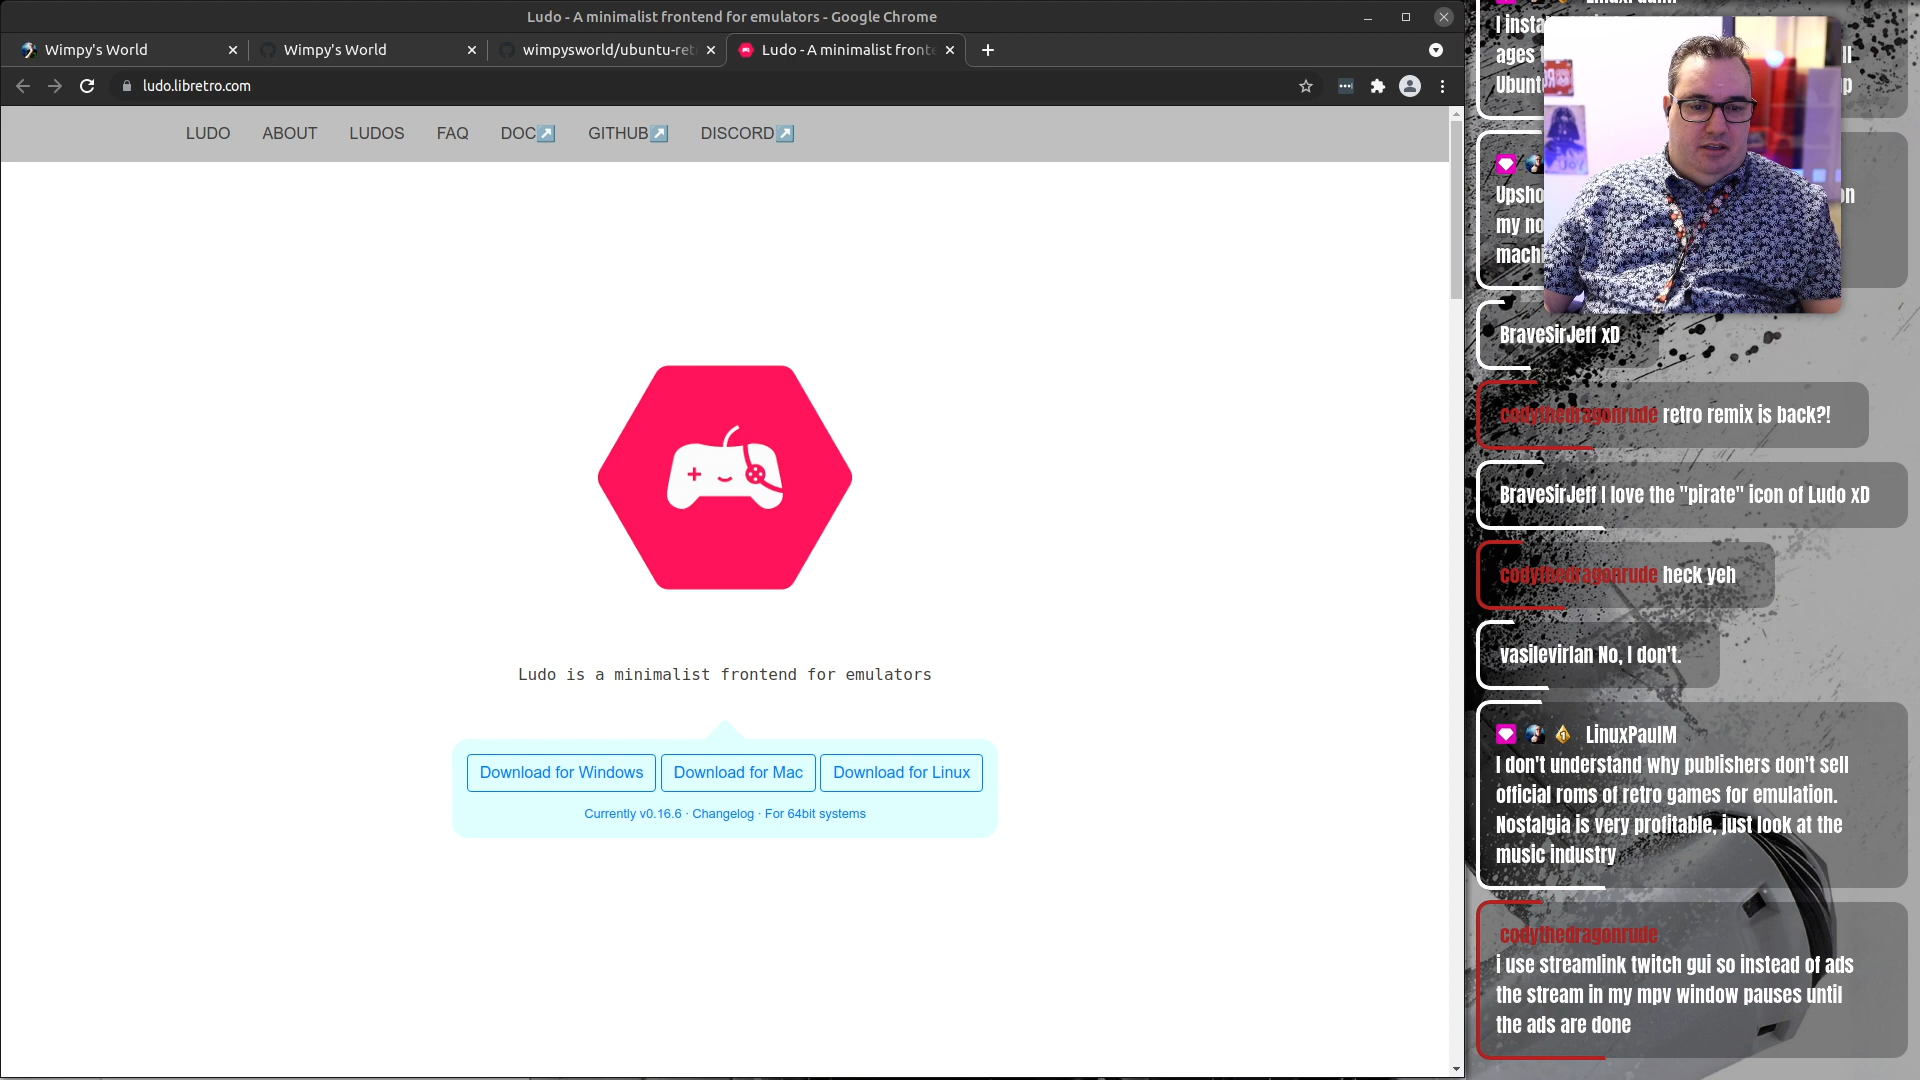 Ludo - A minimalist frontend for emulators - Google Chrome
Wimpy's World
Wimpy's World
wimpysworld/ubuntu-ret
Ludo - A minimalist fronte
ludo.libretro.com
LUDO ABOUT LUDOS FAQ DOC GITHUB DISCORD
Ludo is a minimalist frontend for emulators
Download for Windows
Download for Mac
Download for Linux
Currently v0.16.6 · Changelog · For 64bit systems
ages
Upsho
my no
machi
BraveSirJeff xD
codythedragonrude retro remix is back?!
BraveSirJeff I love the "pirate" icon of Ludo xD
codythedragonrude heck yeh
vasilevirlan No, I don't.
LinuxPaulM
I don't understand why publishers don't sell
official roms of retro games for emulation.
Nostalgia is very profitable, just look at the
music industry
codythedragonrude
i use streamlink twitch gui so instead of ads
the stream in my mpv window pauses until
the ads are done